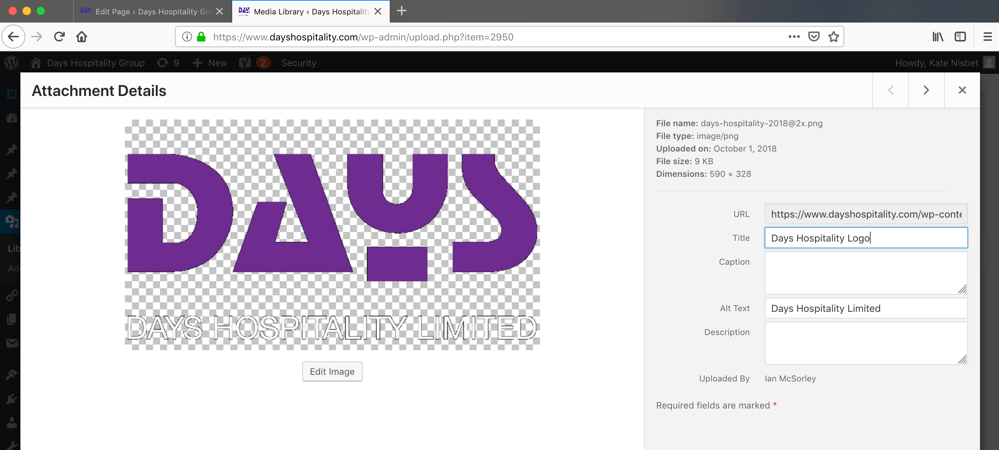 Edit Page ‹ Days Hospitality Gro
Media Library ‹ Days Hospitality
https://www.dayshospitality.com/wp-admin/upload.php?item=2950
Days Hospitality Group
9
New
2
Security
Howdy, Kate Nisbet
Attachment Details
DAYS
DAYS HOSPITALITY LIMITED
Edit Image
File name: days-hospitality-2018@2x.png
File type: image/png
Uploaded on: October 1, 2018
File size: 9 KB
Dimensions: 590 × 328
URL
https://www.dayshospitality.com/wp-conte
Title
Days Hospitality Logo
Caption
Alt Text
Days Hospitality Limited
Description
Uploaded By
Ian McSorley
Required fields are marked *
Lib
Ad